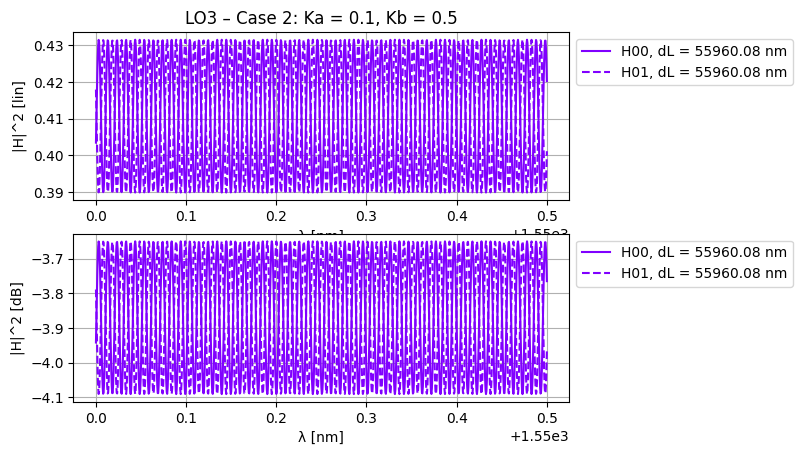 LO3 – Case 2: Ka = 0.1, Kb = 0.5
|H|^2 [lin]
0.43
0.42
0.41
0.40
0.39
0.0 0.1 0.2 0.3 0.4 0.5
λ [nm]
+1.55e3
H00, dL = 55960.08 nm
H01, dL = 55960.08 nm
|H|^2 [dB]
−3.7
−3.8
−3.9
−4.0
−4.1
0.0 0.1 0.2 0.3 0.4 0.5
λ [nm]
+1.55e3
H00, dL = 55960.08 nm
H01, dL = 55960.08 nm